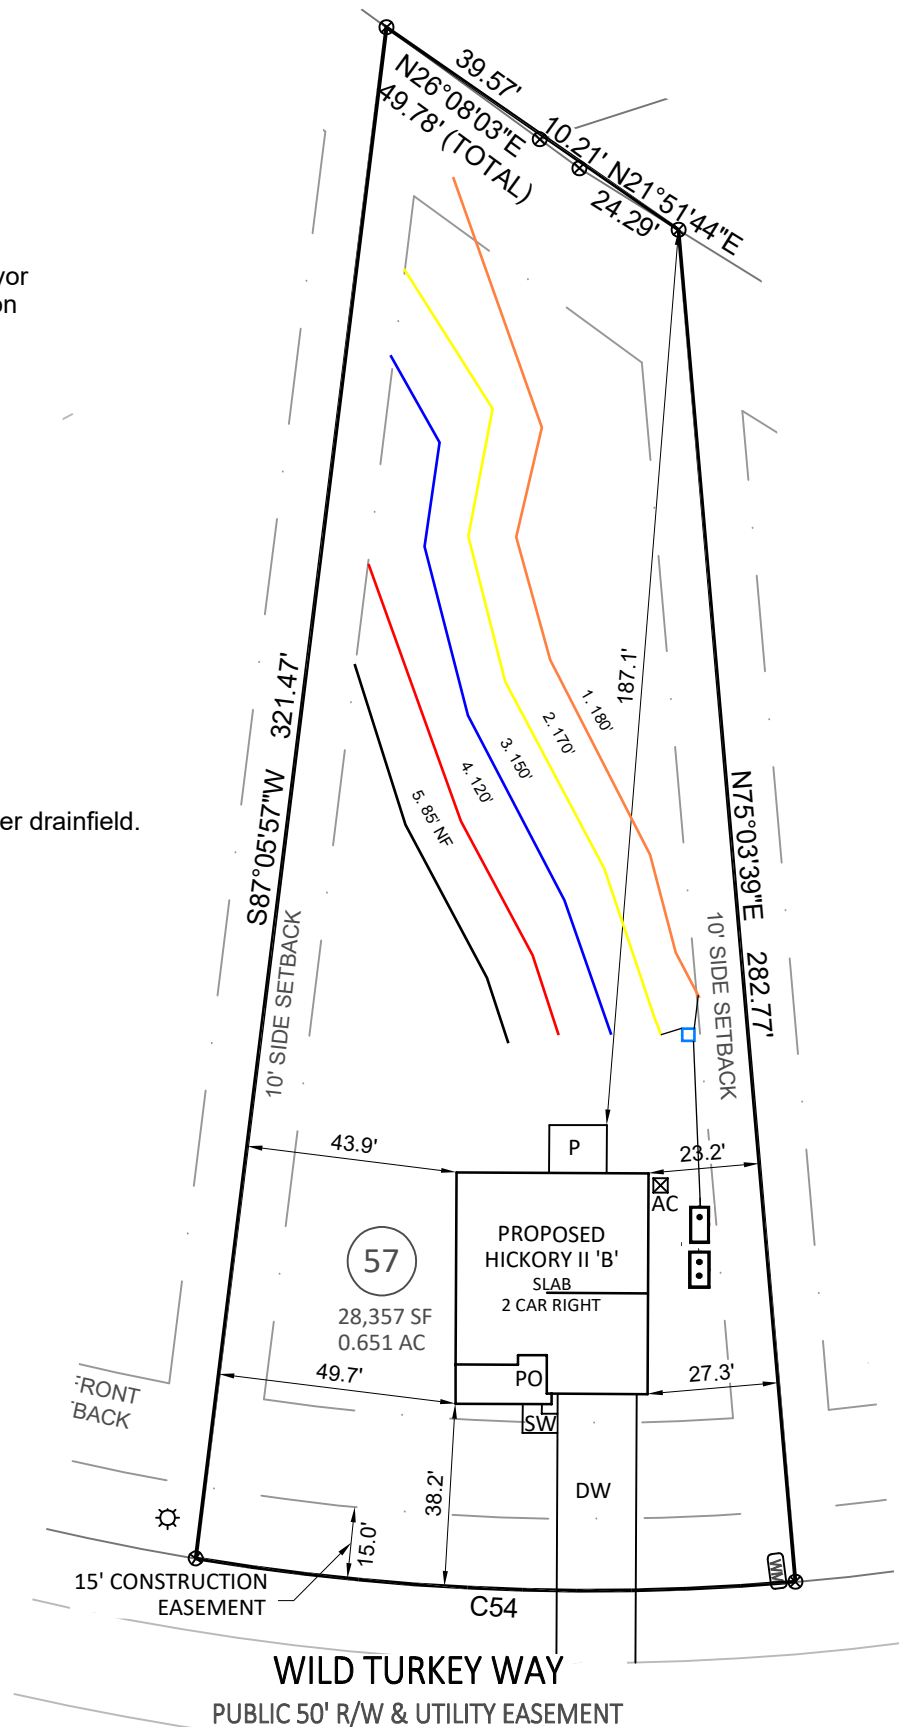 39.57'
N26°08'03"E
49.78' (TOTAL)
10.21' N21°51'44"E
24.29'
yor
on
187.1'
1. 180'
2. 170'
3. 150'
4. 120'
5. 85' NF
S87°05'57"W 321.47'
er drainfield.
N75°03'39"E 282.77'
10' SIDE SETBACK
10' SIDE SETBACK
43.9'
P
23.2'
AC
PROPOSED
HICKORY II 'B'
SLAB
2 CAR RIGHT
57
28,357 SF
0.651 AC
49.7'
PO
27.3'
FRONT
BACK
SW
38.2'
DW
15.0'
15' CONSTRUCTION
EASEMENT
WM
C54
WILD TURKEY WAY
PUBLIC 50' R/W & UTILITY EASEMENT